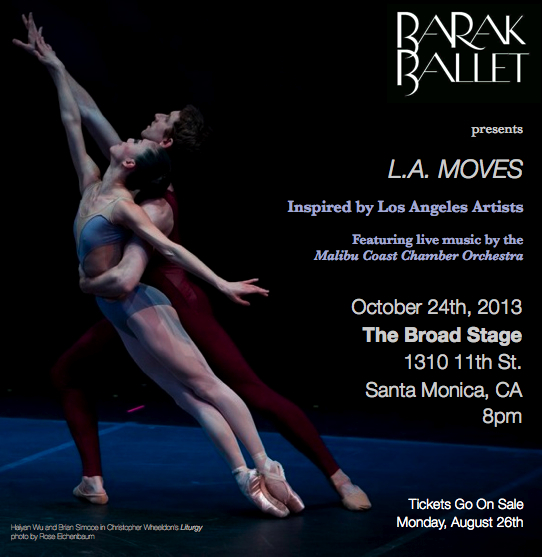 BARAK
BALLET
presents
L.A. MOVES
Inspired by Los Angeles Artists
Featuring live music by the
Malibu Coast Chamber Orchestra
October 24th, 2013
The Broad Stage
1310 11th St.
Santa Monica, CA
8pm
Tickets Go On Sale
Monday, August 26th
Haiyan Wu and Brian Simcoe in Christopher Wheeldon's Liturgy
photo by Rose Eichenbaum